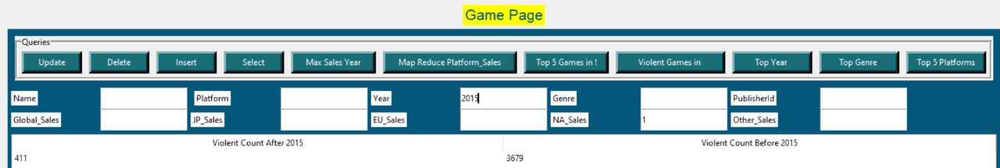 Game Page
Queries
Update Delete Insert Select Max Sales Year Map Reduce Platform_Sales Top 5 Games in ! Violent Games in Top Year Top Genre Top 5 Platforms
Name Platform Year 2015 Genre PublisherId
Global_Sales JP_Sales EU_Sales NA_Sales 1 Other_Sales
Violent Count After 2015 Violent Count Before 2015
411 3679